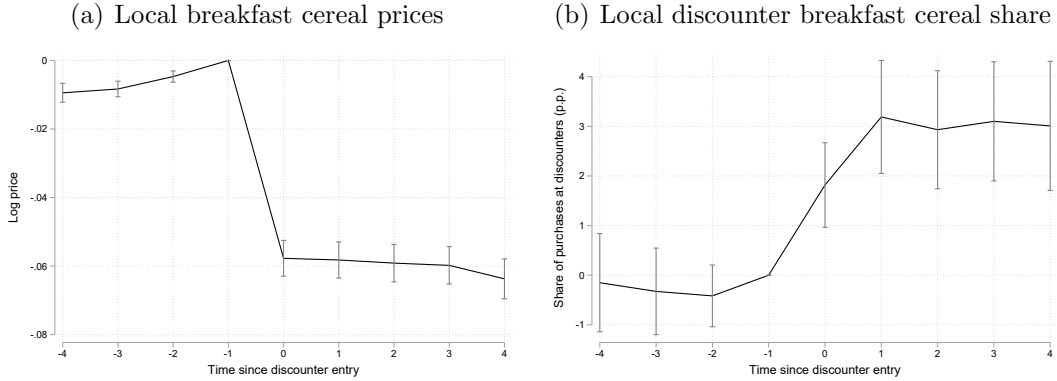 (a) Local breakfast cereal prices
Log price
0
-.02
-.04
-.06
-.08
-4 -3 -2 -1 0 1 2 3 4
Time since discounter entry
(b) Local discounter breakfast cereal share
Share of purchases at discounters (p.p.)
4
3
2
1
0
-1
-4 -3 -2 -1 0 1 2 3 4
Time since discounter entry